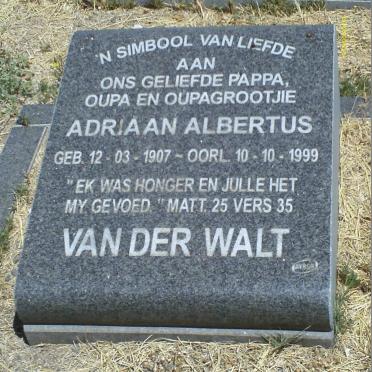 'N SIMBOOL VAN LIEFDE
AAN
ONS GELIEFDE PAPPA,
OUPA EN OUPAGROOTJIE
ADRIAAN ALBERTUS
GEB. 12-03-1907 ~ OORL. 10-10-1999
"EK WAS HONGER EN JULLE HET
MY GEVOED." MATT. 25 VERS 35
VAN DER WALT